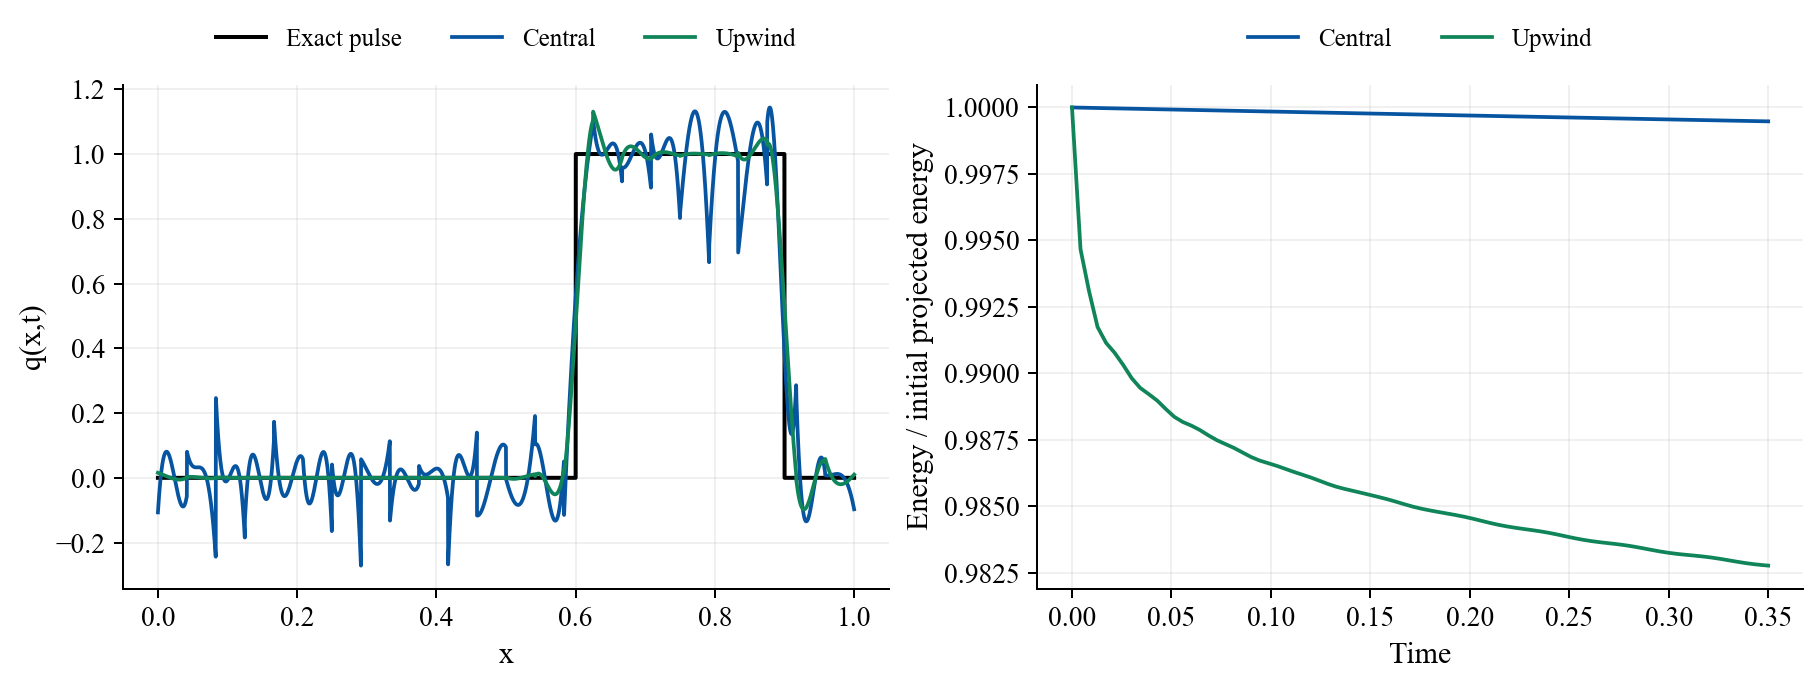 Exact pulse Central Upwind
1.2
1.0
0.8
0.6
0.4
0.2
0.0
−0.2
q(x,t)
0.0 0.2 0.4 0.6 0.8 1.0
x
Central Upwind
1.0000
0.9975
0.9950
0.9925
0.9900
0.9875
0.9850
0.9825
Energy / initial projected energy
0.00 0.05 0.10 0.15 0.20 0.25 0.30 0.35
Time